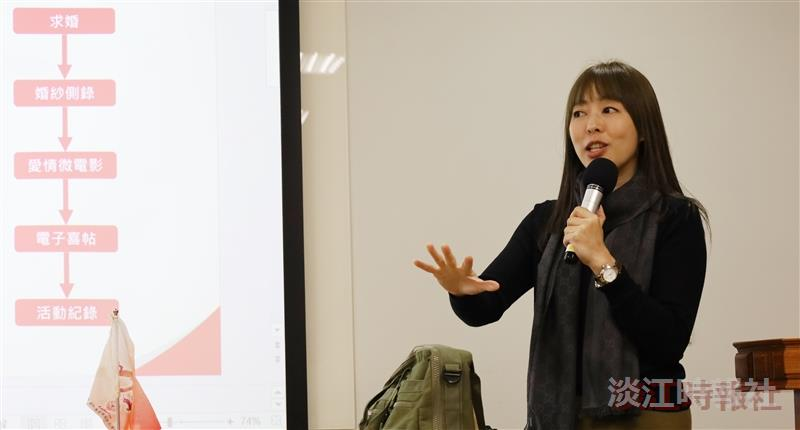 求婚
婚紗側錄
愛情微電影
電子喜帖
活動紀錄
74%
淡江時報社